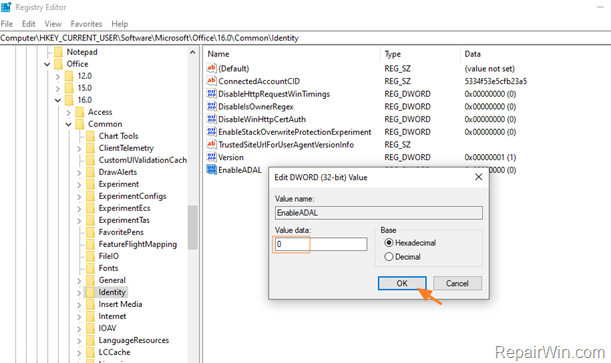 Registry Editor
File Edit View Favorites Help
Computer\HKEY_CURRENT_USER\Software\Microsoft\Office\16.0\Common\Identity
Notepad
Office
12.0
15.0
16.0
Access
Common
Chart Tools
ClientTelemetry
CustomUIValidationCach
DrawAlerts
Experiment
ExperimentConfigs
ExperimentEcs
ExperimentTas
FavoritePens
FeatureFlightMapping
FileIO
Fonts
General
Identity
Insert Media
Internet
IOAV
LanguageResources
LCCache
Name Type Data
(Default) REG_SZ (value not set)
ConnectedAccountCID REG_SZ 5334f53e5cfb23a5
DisableHttpRequestWinTimings REG_DWORD 0x00000000 (0)
DisableIsOwnerRegex REG_DWORD 0x00000000 (0)
DisableWinHttpCertAuth REG_DWORD 0x00000000 (0)
EnableStackOverwriteProtectionExperiment REG_DWORD 0x00000000 (0)
TrustedSiteUrlForUserAgentVersionInfo REG_SZ
Version REG_DWORD 0x00000001 (1)
EnableADAL (0)
Edit DWORD (32-bit) Value
Value name:
EnableADAL
Value data:
0
Base
Hexadecimal
Decimal
OK Cancel
RepairWin.com